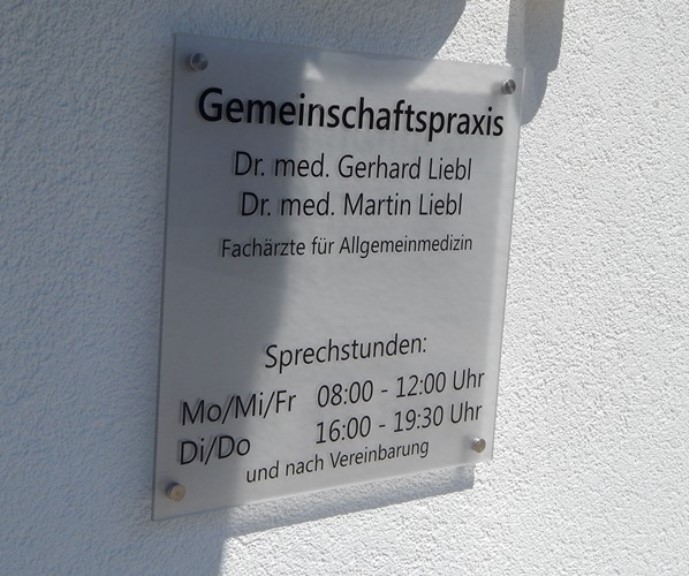 Gemeinschaftspraxis
Dr. med. Gerhard Liebl
Dr. med. Martin Liebl
Fachärzte für Allgemeinmedizin
Sprechstunden:
Mo/Mi/Fr 08:00 - 12:00 Uhr
Di/Do 16:00 - 19:30 Uhr
und nach Vereinbarung